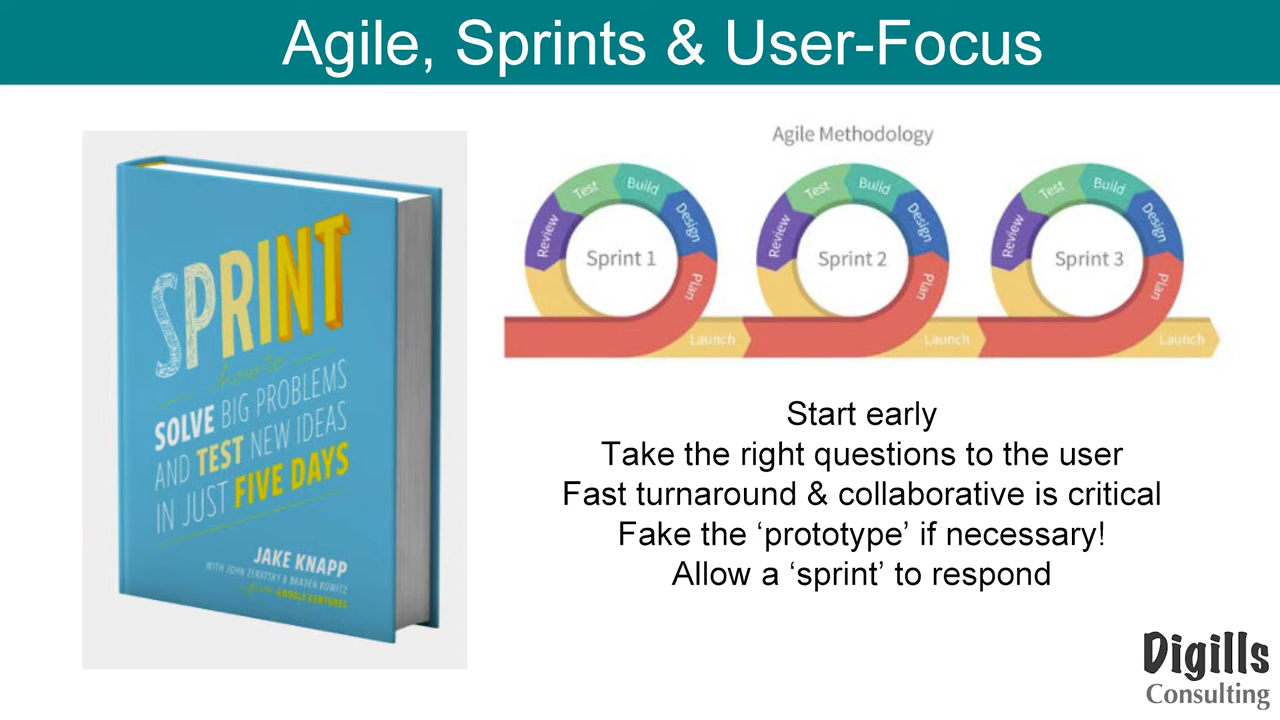 Agile, Sprints & User-Focus
SPRINT
how to
SOLVE BIG PROBLEMS
AND TEST NEW IDEAS
IN JUST FIVE DAYS
JAKE KNAPP
WITH JOHN ZERATSKY & BRADEN KOWITZ
from GOOGLE VENTURES
Agile Methodology
Test Build
Review Design
Sprint 1
Plan
Launch
Test Build
Review Design
Sprint 2
Plan
Launch
Test Build
Review Design
Sprint 3
Plan
Launch
Start early
Take the right questions to the user
Fast turnaround & collaborative is critical
Fake the ‘prototype’ if necessary!
Allow a ‘sprint’ to respond
Digills
Consulting